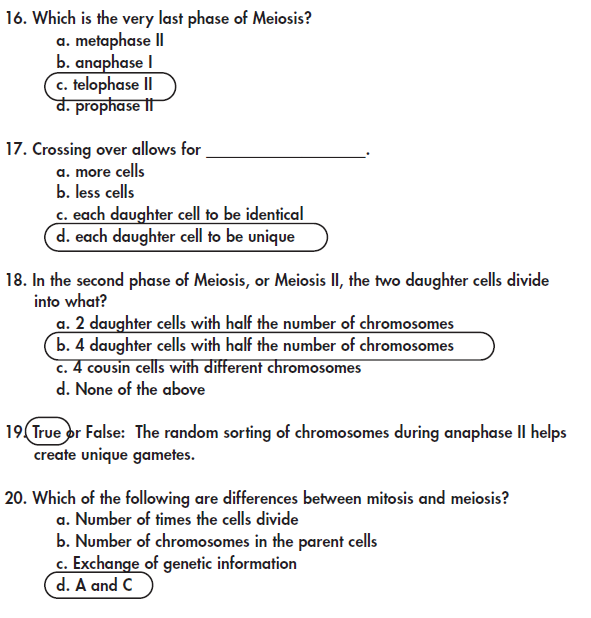 16. Which is the very last phase of Meiosis?
a. metaphase II
b. anaphase I
c. telophase II
d. prophase II
17. Crossing over allows for ____________________.
a. more cells
b. less cells
c. each daughter cell to be identical
d. each daughter cell to be unique
18. In the second phase of Meiosis, or Meiosis II, the two daughter cells divide
into what?
a. 2 daughter cells with half the number of chromosomes
b. 4 daughter cells with half the number of chromosomes
c. 4 cousin cells with different chromosomes
d. None of the above
19. True or False: The random sorting of chromosomes during anaphase II helps
create unique gametes.
20. Which of the following are differences between mitosis and meiosis?
a. Number of times the cells divide
b. Number of chromosomes in the parent cells
c. Exchange of genetic information
d. A and C